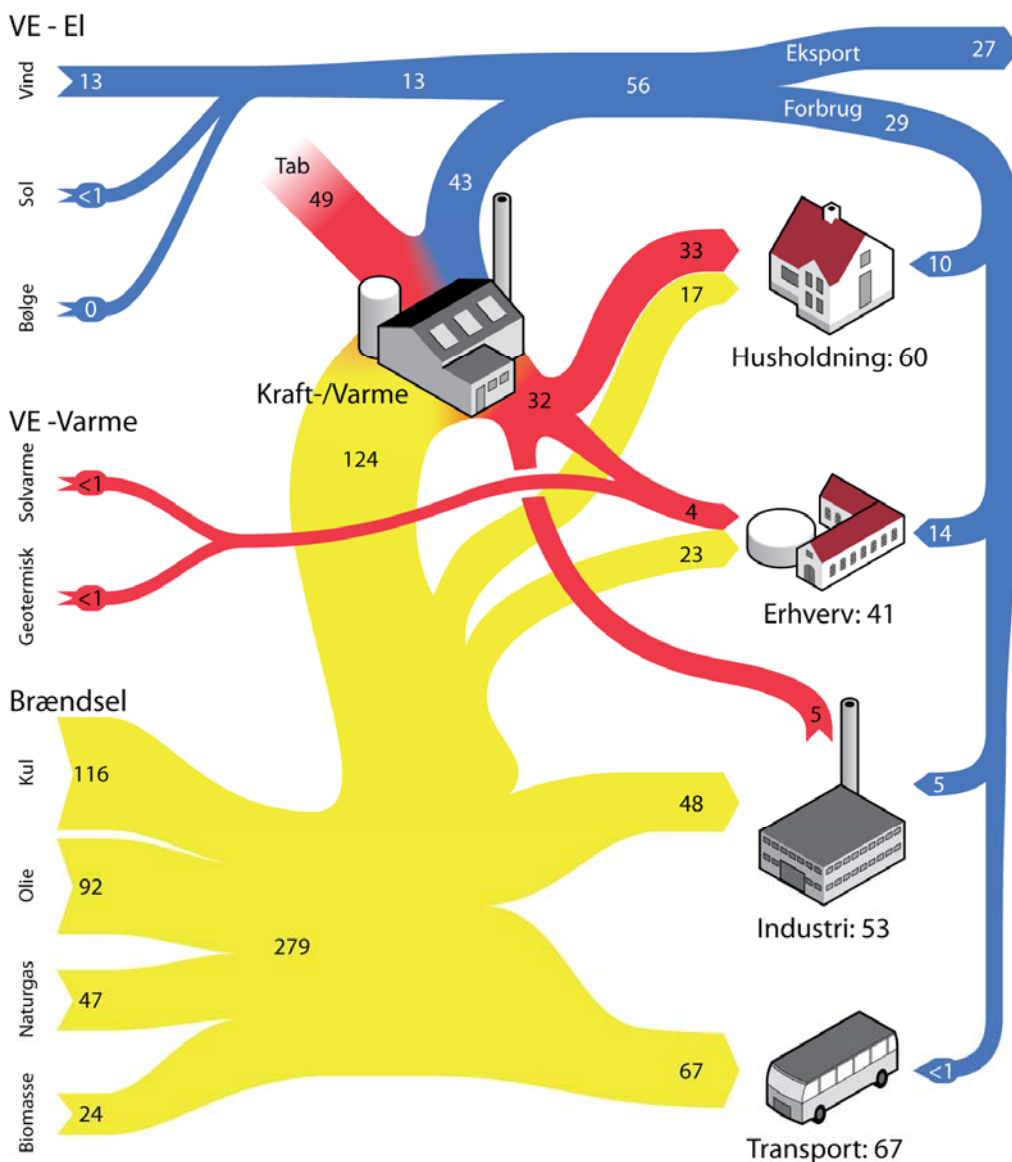 VE - El
Vind
13
13
56
Eksport
27
Forbrug
29
Sol
<1
Tab
49
43
Bølge
0
33
17
10
Husholdning: 60
Kraft-/Varme
32
124
VE -Varme
Solvarme
<1
Geotermisk
<1
4
23
14
Erhverv: 41
Brændsel
Kul
116
5
48
5
Industri: 53
Olie
92
279
Naturgas
47
Biomasse
24
67
<1
Transport: 67